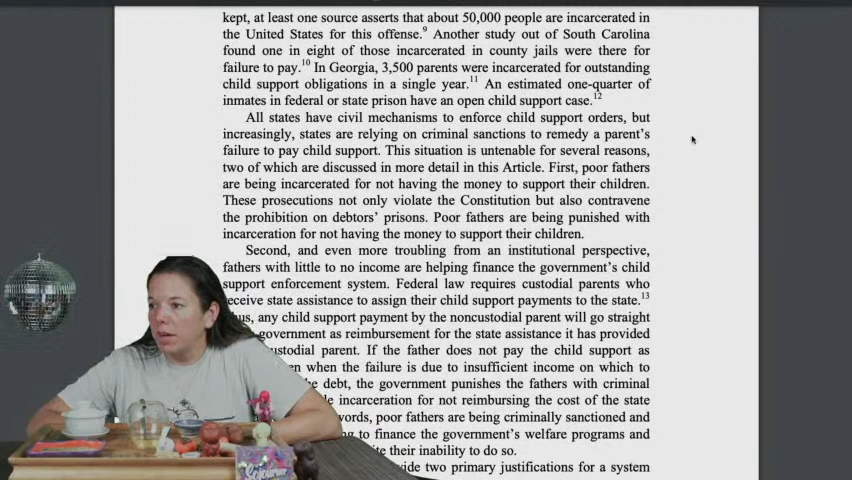 kept, at least one source asserts that about 50,000 people are incarcerated in
the United States for this offense.9 Another study out of South Carolina
found one in eight of those incarcerated in county jails were there for
failure to pay.10 In Georgia, 3,500 parents were incarcerated for outstanding
child support obligations in a single year.11 An estimated one-quarter of
inmates in federal or state prison have an open child support case.12
All states have civil mechanisms to enforce child support orders, but
increasingly, states are relying on criminal sanctions to remedy a parent's
failure to pay child support. This situation is untenable for several reasons,
two of which are discussed in more detail in this Article. First, poor fathers
are being incarcerated for not having the money to support their children.
These prosecutions not only violate the Constitution but also contravene
the prohibition on debtors' prisons. Poor fathers are being punished with
incarceration for not having the money to support their children.
Second, and even more troubling from an institutional perspective,
fathers with little to no income are helping finance the government's child
support enforcement system. Federal law requires custodial parents who
receive state assistance to assign their child support payments to the state.13
hus, any child support payment by the noncustodial parent will go straight
government as reimbursement for the state assistance it has provided
ustodial parent. If the father does not pay the child support as
en when the failure is due to insufficient income on which to
he debt, the government punishes the fathers with criminal
le incarceration for not reimbursing the cost of the state
words, poor fathers are being criminally sanctioned and
ng to finance the government's welfare programs and
ite their inability to do so.
vide two primary justifications for a system
Sojourner